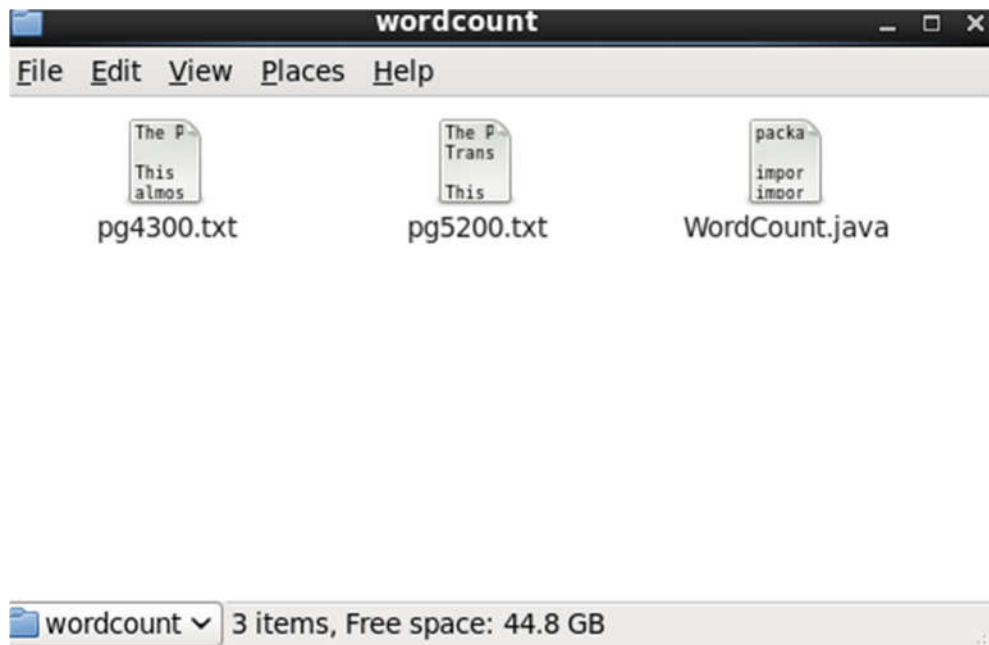 wordcount
File Edit View Places Help
The P
This
almos
pg4300.txt
The P
Trans
This
pg5200.txt
packa
impor
impor
WordCount.java
wordcount 3 items, Free space: 44.8 GB